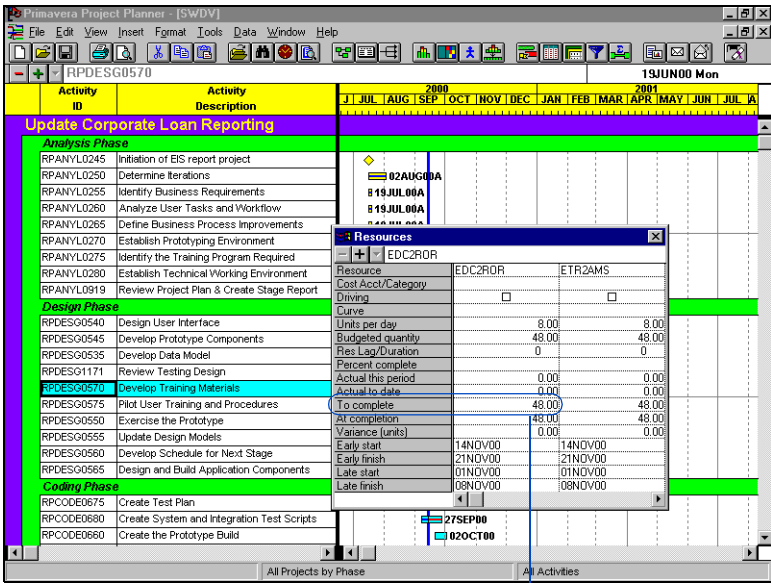 Primavera Project Planner - [SWDV]
File Edit View Insert Format Tools Data Window Help
RPDESG0570
19JUN00 Mon
Activity ID Activity Description
2000 2001
J JUL AUG SEP OCT NOV DEC JAN FEB MAR APR MAY JUN JUL A
Update Corporate Loan Reporting
Analysis Phase
RPANYL0245 Initiation of EIS report project
RPANYL0250 Determine Iterations 02AUG00A
RPANYL0255 Identify Business Requirements 19JUL00A
RPANYL0260 Analyze User Tasks and Workflow 19JUL00A
RPANYL0265 Define Business Process Improvements
RPANYL0270 Establish Prototyping Environment
RPANYL0275 Identify the Training Program Required
RPANYL0280 Establish Technical Working Environment
RPANYL0919 Review Project Plan & Create Stage Report
Design Phase
RPDESG0540 Design User Interface
RPDESG0545 Develop Prototype Components
RPDESG0535 Develop Data Model
RPDESG1171 Review Testing Design
RPDESG0570 Develop Training Materials
RPDESG0575 Pilot User Training and Procedures
RPDESG0550 Exercise the Prototype
RPDESG0555 Update Design Models
RPDESG0560 Develop Schedule for Next Stage
RPDESG0565 Design and Build Application Components
Coding Phase
RPCODE0675 Create Test Plan
RPCODE0680 Create System and Integration Test Scripts 27SEP00
RPCODE0660 Create the Prototype Build 02OCT00
Resources
EDC2ROR
Resource EDC2ROR ETR2AMS
Cost Acct/Category
Driving
Curve
Units per day 8.00 8.00
Budgeted quantity 48.00 48.00
Res Lag/Duration 0 0
Percent complete
Actual this period 0.00 0.00
Actual to date 0.00 0.00
To complete 48.00 48.00
At completion 48.00 48.00
Variance (units) 0.00 0.00
Early start 14NOV00 14NOV00
Early finish 21NOV00 21NOV00
Late start 01NOV00 01NOV00
Late finish 08NOV00 08NOV00
All Projects by Phase All Activities